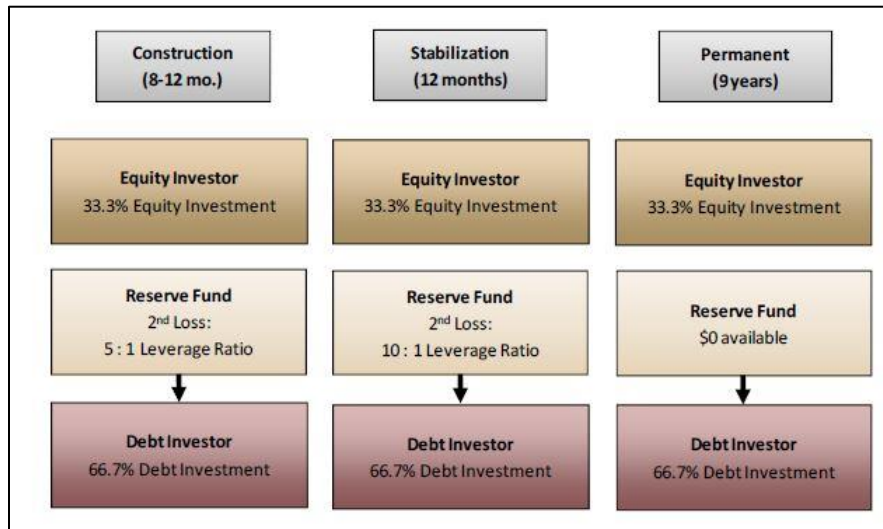 Construction
(8-12 mo.)
Stabilization
(12 months)
Permanent
(9 years)
Equity Investor
33.3% Equity Investment
Equity Investor
33.3% Equity Investment
Equity Investor
33.3% Equity Investment
Reserve Fund
2nd Loss:
5 : 1 Leverage Ratio
Reserve Fund
2nd Loss:
10 : 1 Leverage Ratio
Reserve Fund
$0 available
Debt Investor
66.7% Debt Investment
Debt Investor
66.7% Debt Investment
Debt Investor
66.7% Debt Investment